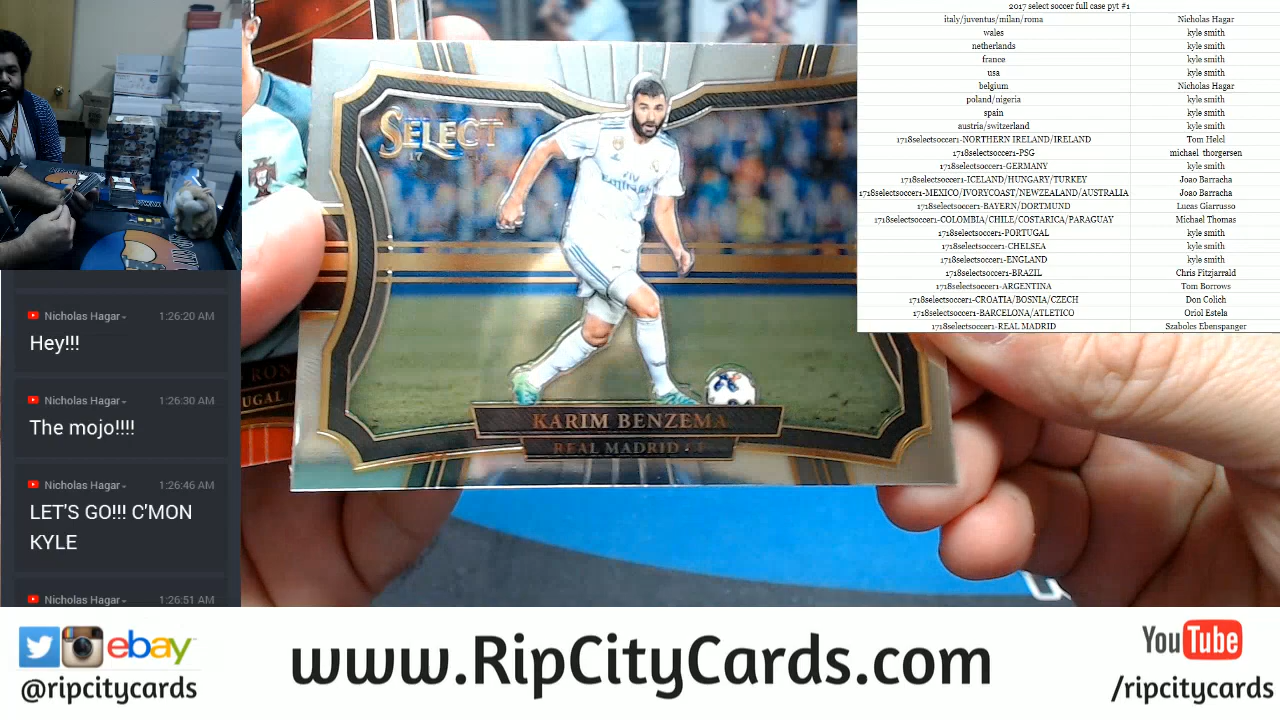 2017 select soccer full case pyt #1
italy/juventus/milan/roma Nicholas Hagar
wales kyle smith
netherlands kyle smith
france kyle smith
usa kyle smith
belgium Nicholas Hagar
poland/nigeria kyle smith
spain kyle smith
austria/switzerland kyle smith
1718selectsoccer1-NORTHERN IRELAND/IRELAND Tom Helcl
1718selectsoccer1-PSG michael thorgersen
1718selectsoccer1-GERMANY kyle smith
1718selectsoccer1-ICELAND/HUNGARY/TURKEY Joao Barracha
1718selectsoccer1-MEXICO/IVORYCOAST/NEWZEALAND/AUSTRALIA Joao Barracha
1718selectsoccer1-BAYERN/DORTMUND Lucas Giarrusso
1718selectsoccer1-COLOMBIA/CHILE/COSTARICA/PARAGUAY Michael Thomas
1718selectsoccer1-PORTUGAL kyle smith
1718selectsoccer1-CHELSEA kyle smith
1718selectsoccer1-ENGLAND kyle smith
1718selectsoccer1-BRAZIL Chris Fitzjarrald
1718selectsoccer1-ARGENTINA Tom Borrows
1718selectsoccer1-CROATIA/BOSNIA/CZECH Don Colich
1718selectsoccer1-BARCELONA/ATLETICO Oriol Estela
1718selectsoccer1-REAL MADRID Szabolcs Ebenspanger
SELECT
17
Fly
Emirates
KARIM BENZEMA
REAL MADRID CF
RON
UGAL
Nicholas Hagar 1:26:20 AM
Hey!!!
Nicholas Hagar 1:26:30 AM
The mojo!!!!
Nicholas Hagar 1:26:46 AM
LET'S GO!!! C'MON
KYLE
Nicholas Hagar 1:26:51 AM
ebay
@ripcitycards
www.RipCityCards.com
YouTube
/ripcitycards